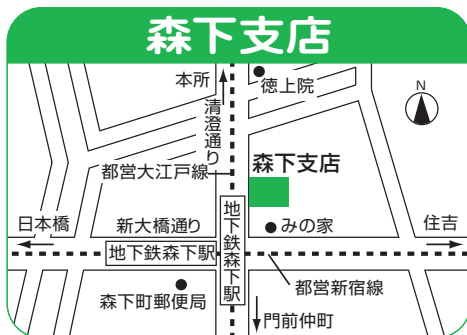 森下支店
本所
徳上院
N
清澄通り
都営大江戸線
森下支店
日本橋
新大橋通り
地下鉄森下駅
みの家
住吉
地下鉄森下駅
森下町郵便局
都営新宿線
門前仲町